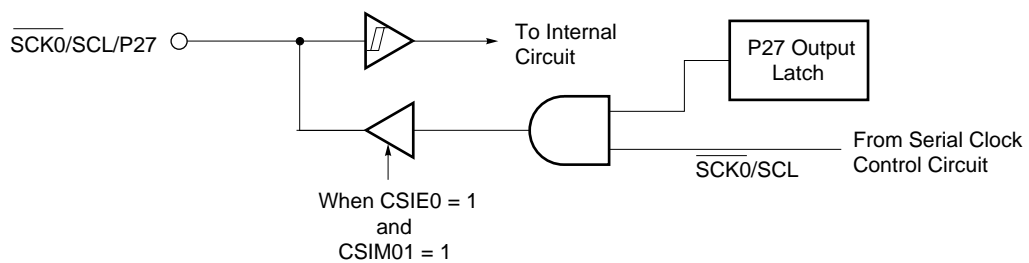 SCK0/SCL/P27
To Internal
Circuit
P27 Output
Latch
From Serial Clock
Control Circuit
SCK0/SCL
When CSIE0 = 1
and
CSIM01 = 1